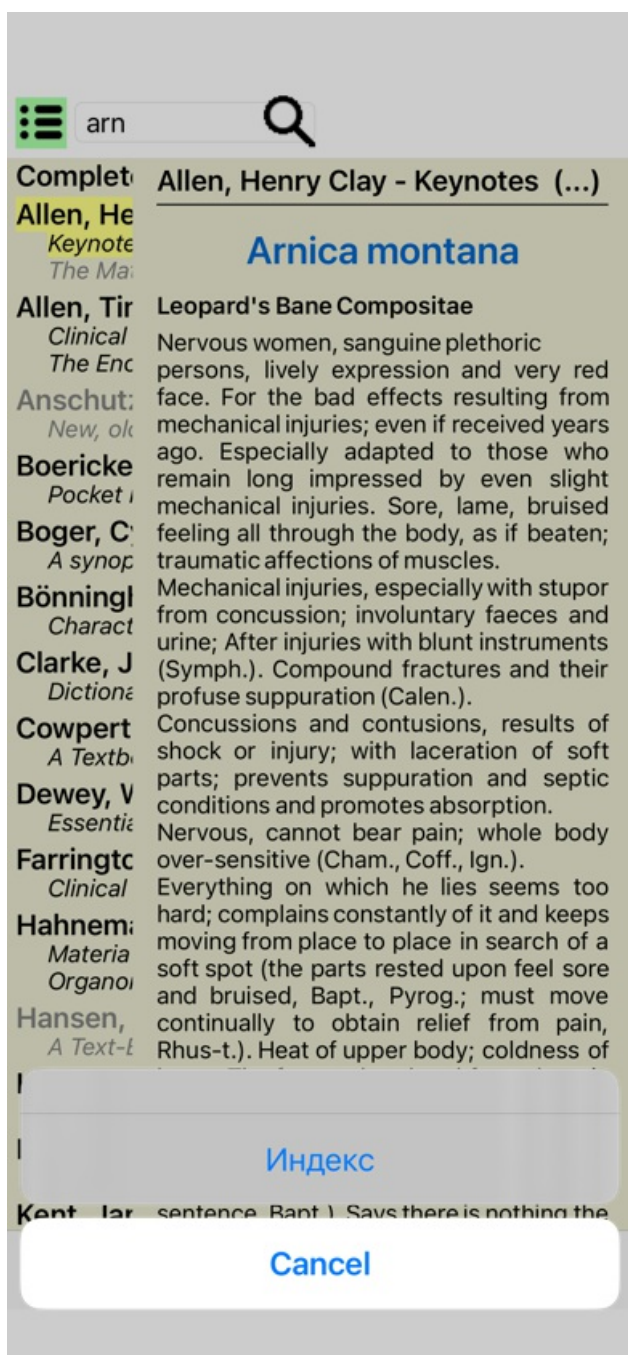 arn
Complet
Allen, He
Keynote
The Ma
Allen, Tir
Clinical
The Enc
Anschut
New, old
Boericke
Pocket
Boger, C
A synop
Bönning
Charact
Clarke, J
Dictiona
Cowpert
A Textb
Dewey, W
Essentia
Farringto
Clinical
Hahnema
Materia
Organo
Hansen,
A Text-
Kent, Jar
Allen, Henry Clay - Keynotes (...)
Arnica montana
Leopard's Bane Compositae
Nervous women, sanguine plethoric
persons, lively expression and very red
face. For the bad effects resulting from
mechanical injuries; even if received years
ago. Especially adapted to those who
remain long impressed by even slight
mechanical injuries. Sore, lame, bruised
feeling all through the body, as if beaten;
traumatic affections of muscles.
Mechanical injuries, especially with stupor
from concussion; involuntary faeces and
urine; After injuries with blunt instruments
(Symph.). Compound fractures and their
profuse suppuration (Calen.).
Concussions and contusions, results of
shock or injury; with laceration of soft
parts; prevents suppuration and septic
conditions and promotes absorption.
Nervous, cannot bear pain; whole body
over-sensitive (Cham., Coff., Ign.).
Everything on which he lies seems too
hard; complains constantly of it and keeps
moving from place to place in search of a
soft spot (the parts rested upon feel sore
and bruised, Bapt., Pyrog.; must move
continually to obtain relief from pain,
Rhus-t.). Heat of upper body; coldness of
sentence, Bapt.). Says there is nothing the
Индекс
Cancel